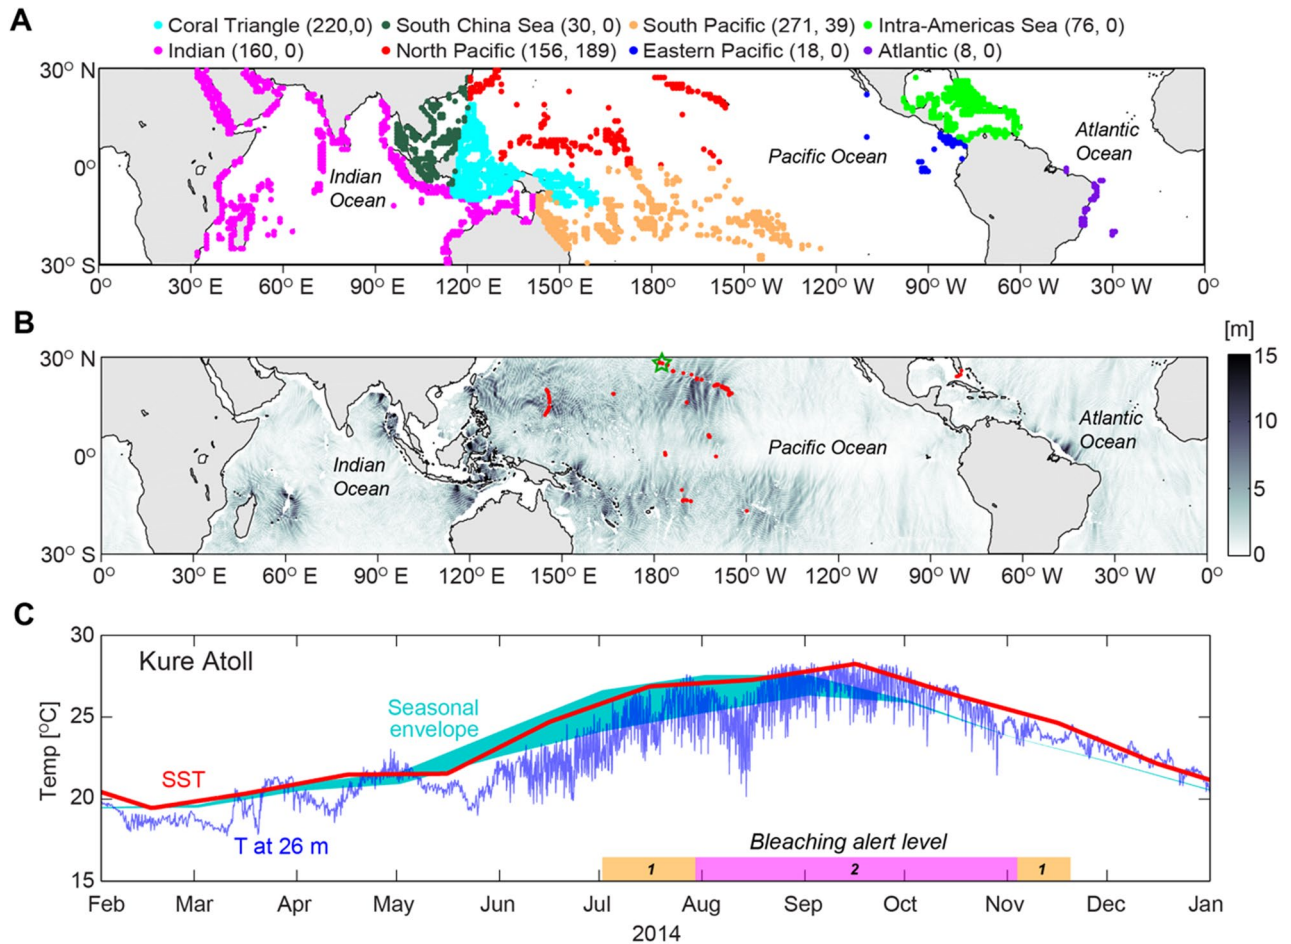 A
Coral Triangle (220,0) South China Sea (30, 0) South Pacific (271, 39) Intra-Americas Sea (76, 0)
Indian (160, 0) North Pacific (156, 189) Eastern Pacific (18, 0) Atlantic (8, 0)
30° N
0°
30° S
Indian
Ocean
Pacific Ocean
Atlantic
Ocean
0° 30° E 60° E 90° E 120° E 150° E 180° 150° W 120° W 90° W 60° W 30° W 0°
B
[m]
30° N
0°
30° S
Indian
Ocean
Pacific Ocean
Atlantic
Ocean
15
10
5
0
0° 30° E 60° E 90° E 120° E 150° E 180° 150° W 120° W 90° W 60° W 30° W 0°
C
30
25
20
15
Temp [°C]
Kure Atoll
Seasonal
envelope
SST
T at 26 m
Bleaching alert level
1 2 1
Feb Mar Apr May Jun Jul Aug Sep Oct Nov Dec Jan
2014